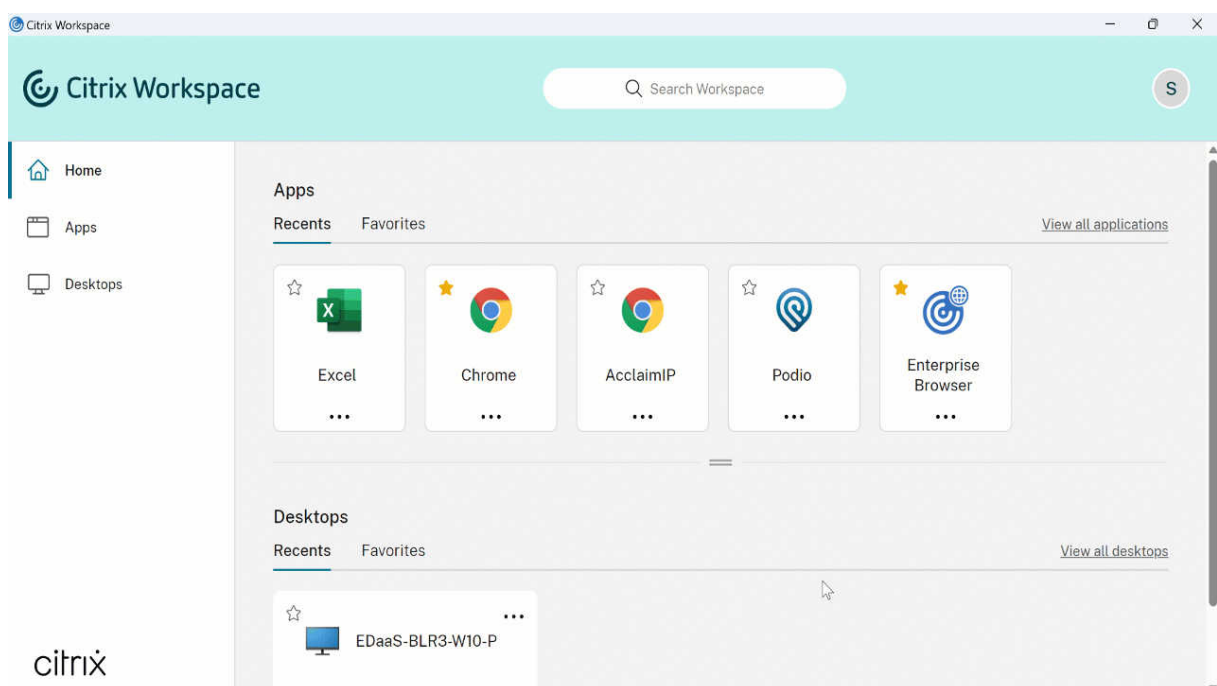 Citrix Workspace
Citrix Workspace
Search Workspace
S
Home
Apps
Desktops
Apps
Recents Favorites View all applications
X
Excel
Chrome
AcclaimIP
Podio
Enterprise
Browser
Desktops
Recents Favorites View all desktops
EDaaS-BLR3-W10-P
citrix